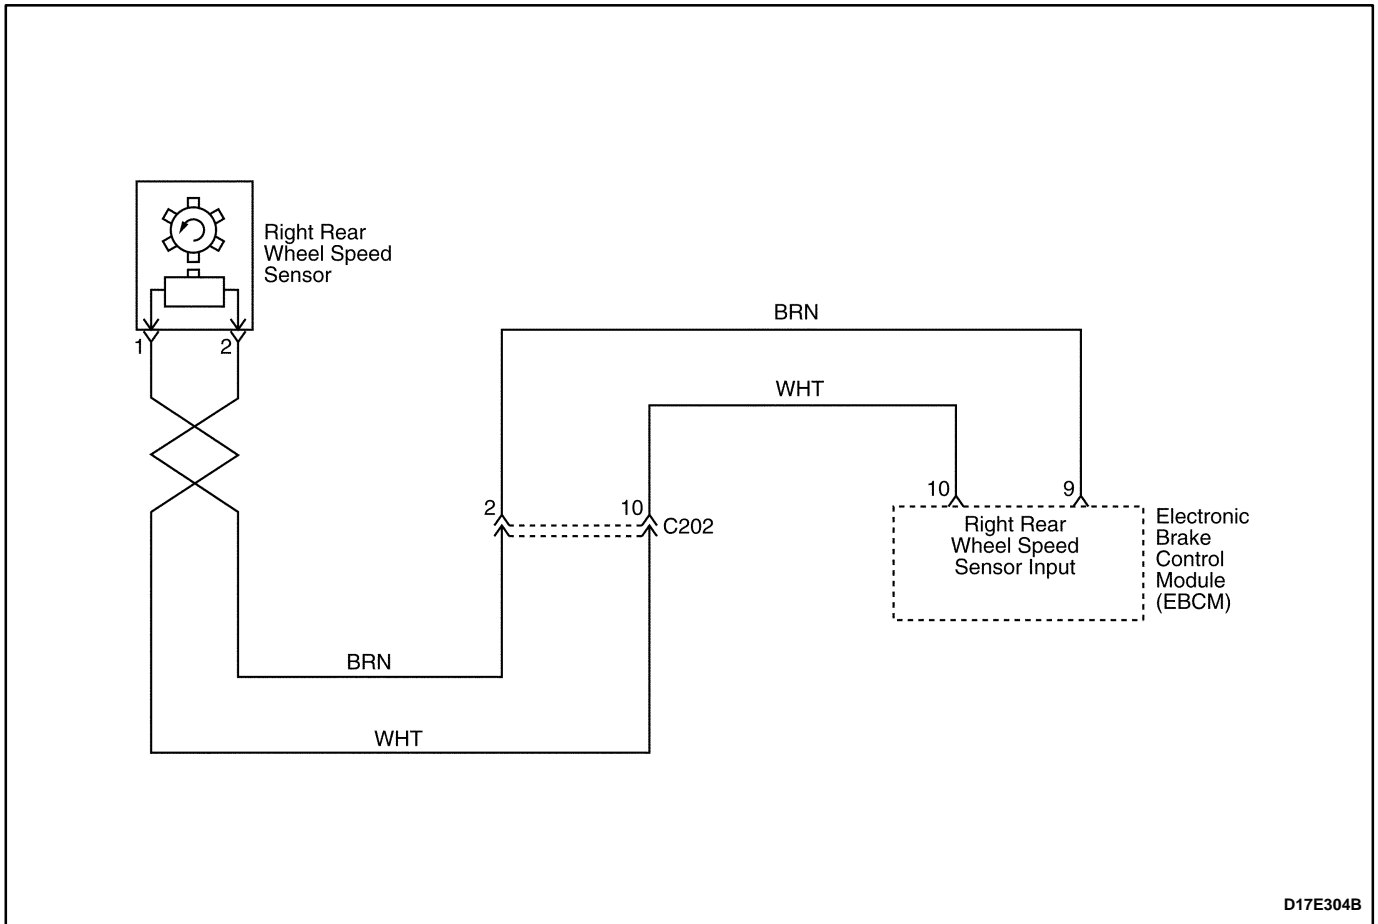 Right Rear
Wheel Speed
Sensor
1
2
BRN
WHT
2
10
C202
10
9
Right Rear
Wheel Speed
Sensor Input
Electronic
Brake
Control
Module
(EBCM)
BRN
WHT
D17E304B